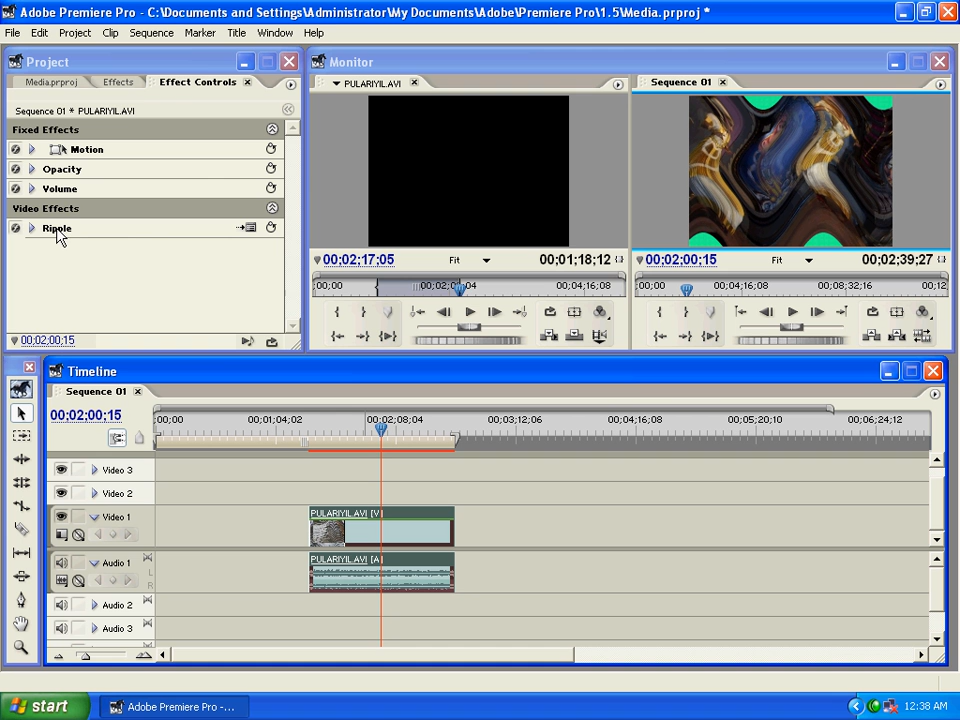 Adobe Premiere Pro - C:\Documents and Settings\Administrator\My Documents\Adobe\Premiere Pro\1.5\Media.prproj *
File Edit Project Clip Sequence Marker Title Window Help
Project
Media.prproj Effects Effect Controls
Sequence 01 * PULARIYIL.AVI
Fixed Effects
Motion
Opacity
Volume
Video Effects
Ripple
00;02;00;15
Monitor
PULARIYIL.AVI
00;02;17;05 Fit 00;01;18;12
;00;00 00;04;16;08
Sequence 01
00;02;00;15 Fit 00;02;39;27
;00;00 00;04;16;08 00;08;32;16 00;12
Timeline
Sequence 01
00;02;00;15
;00;00 00;01;04;02 00;02;08;04 00;03;12;06 00;04;16;08 00;05;20;10 00;06;24;12
Video 3
Video 2
Video 1
PULARIYIL.AVI [V]
Audio 1
PULARIYIL.AVI [A]
L
R
Audio 2
Audio 3
start
Adobe Premiere Pro -...
12:38 AM